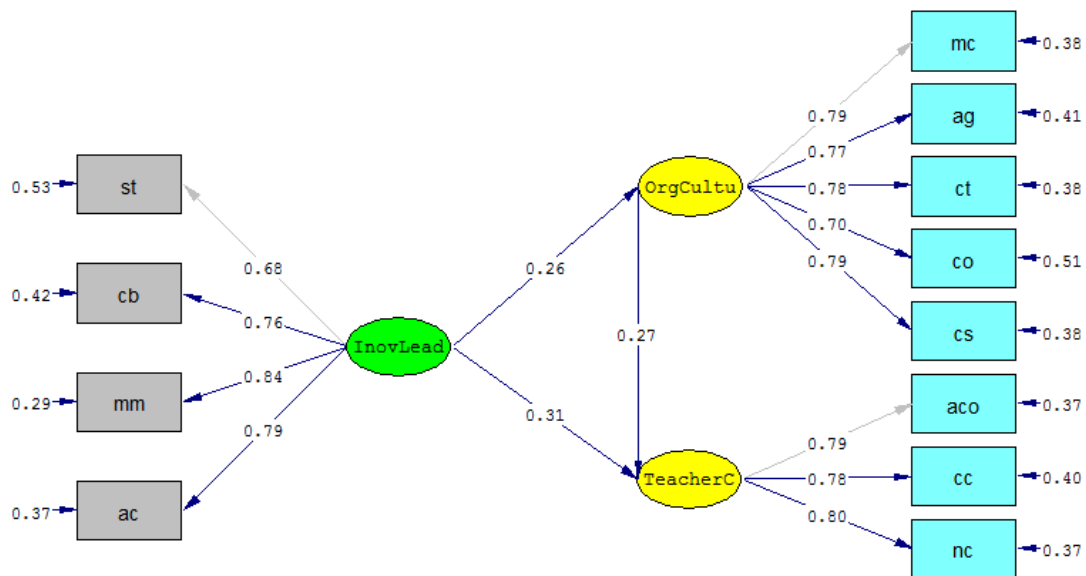 mc
0.38
0.79
ag
0.41
0.77
0.53
st
OrgCultu
0.78
ct
0.38
0.70
co
0.51
0.68
0.26
0.79
0.42
cb
0.76
InovLead
0.27
cs
0.38
0.84
0.29
mm
0.79
0.31
aco
0.37
0.79
TeacherC
0.78
cc
0.40
0.37
ac
0.80
nc
0.37